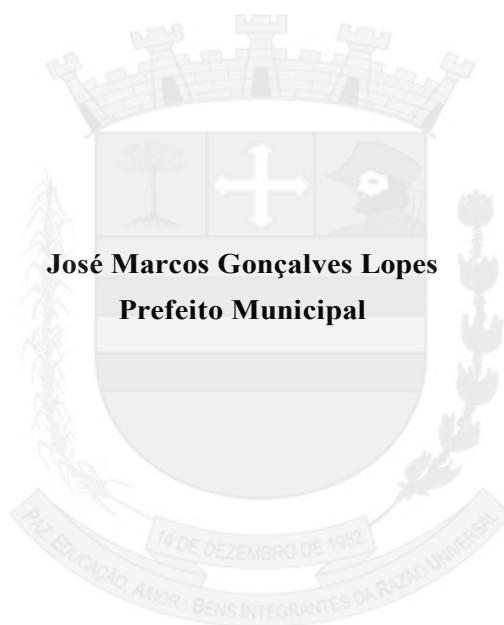 José Marcos Gonçalves Lopes
Prefeito Municipal
14 DE DEZEMBRO DE 1952
PAZ, EDUCAÇÃO, AMOR : BENS INTEGRANTES DA RAZÃO UNIVERSAL